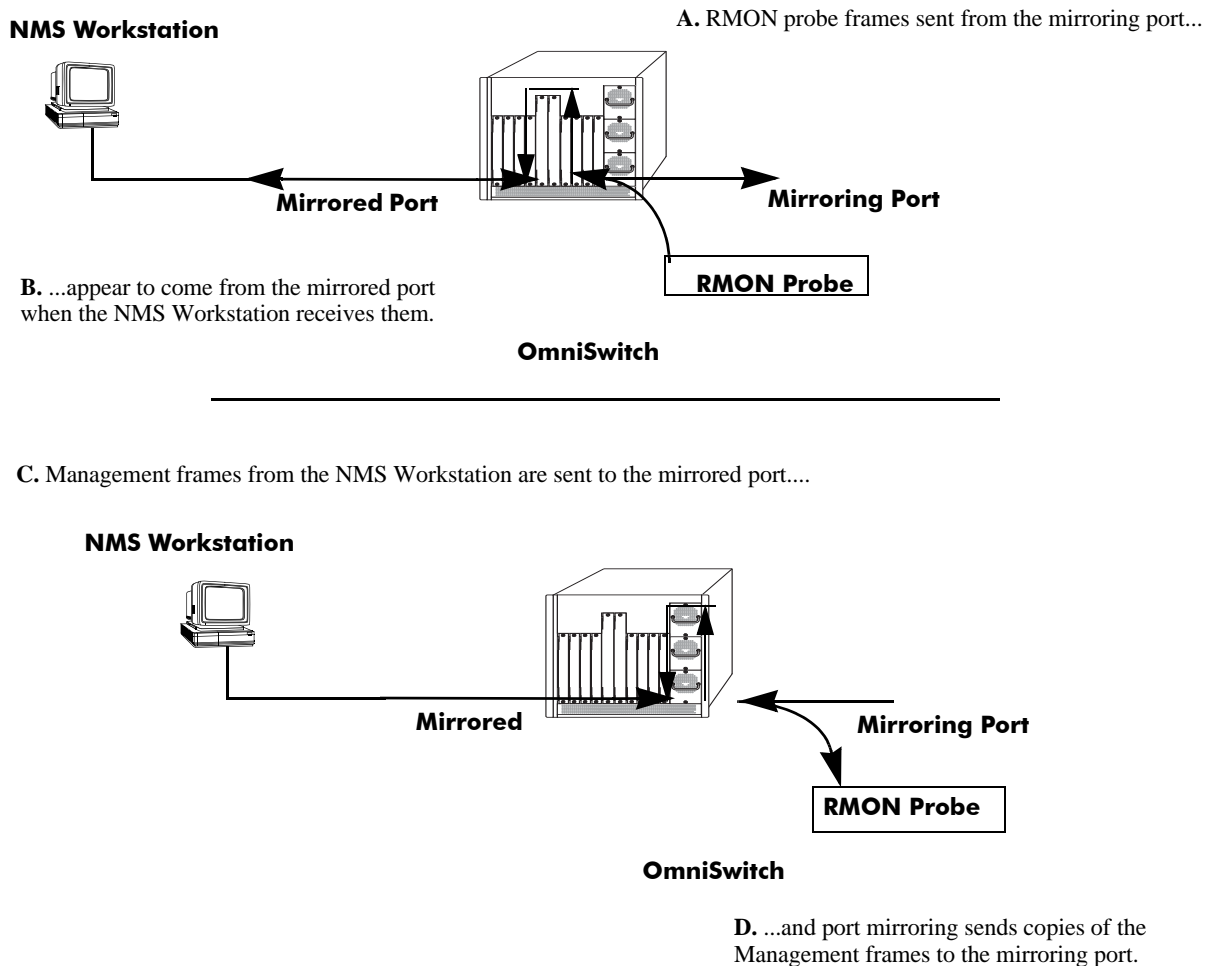 A. RMON probe frames sent from the mirroring port...
NMS Workstation
Mirrored Port
Mirroring Port
RMON Probe
B. ...appear to come from the mirrored port
when the NMS Workstation receives them.
OmniSwitch
C. Management frames from the NMS Workstation are sent to the mirrored port....
NMS Workstation
Mirrored
Mirroring Port
RMON Probe
OmniSwitch
D. ...and port mirroring sends copies of the
Management frames to the mirroring port.